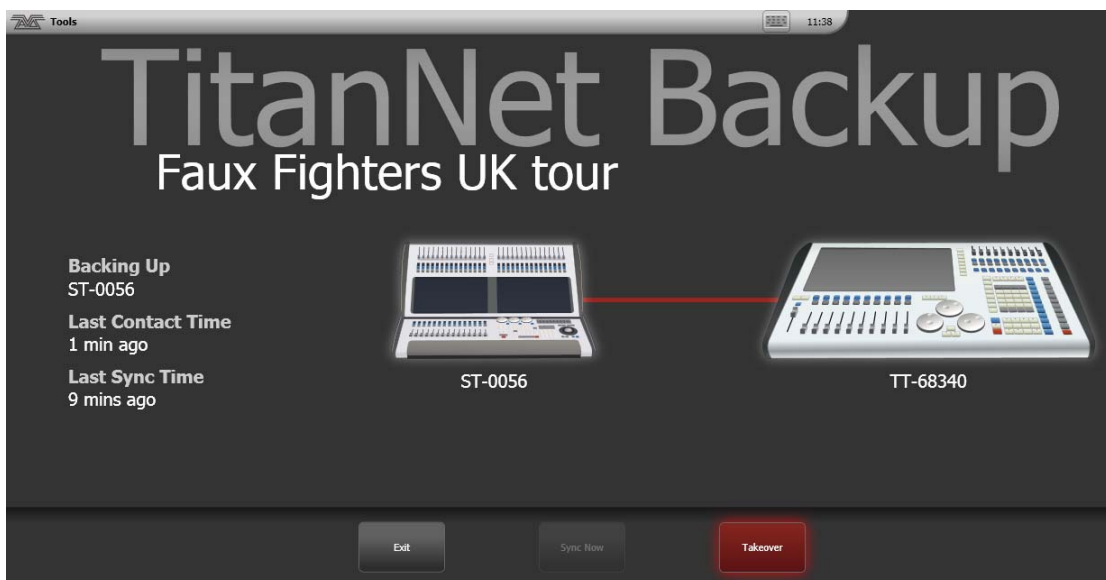 Tools
11:38
TitanNet Backup
Faux Fighters UK tour
Backing Up
ST-0056
Last Contact Time
1 min ago
Last Sync Time
9 mins ago
ST-0056
TT-68340
Exit
Sync Now
Takeover